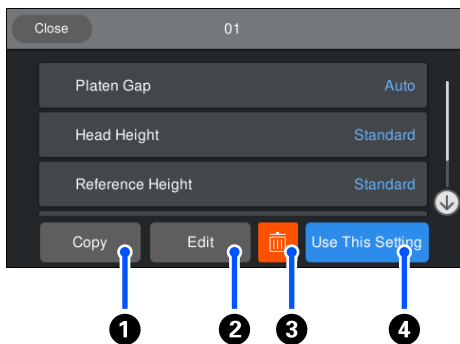 Close 01
Platen Gap Auto
Head Height Standard
Reference Height Standard
Copy Edit Use This Setting
1 2 3 4